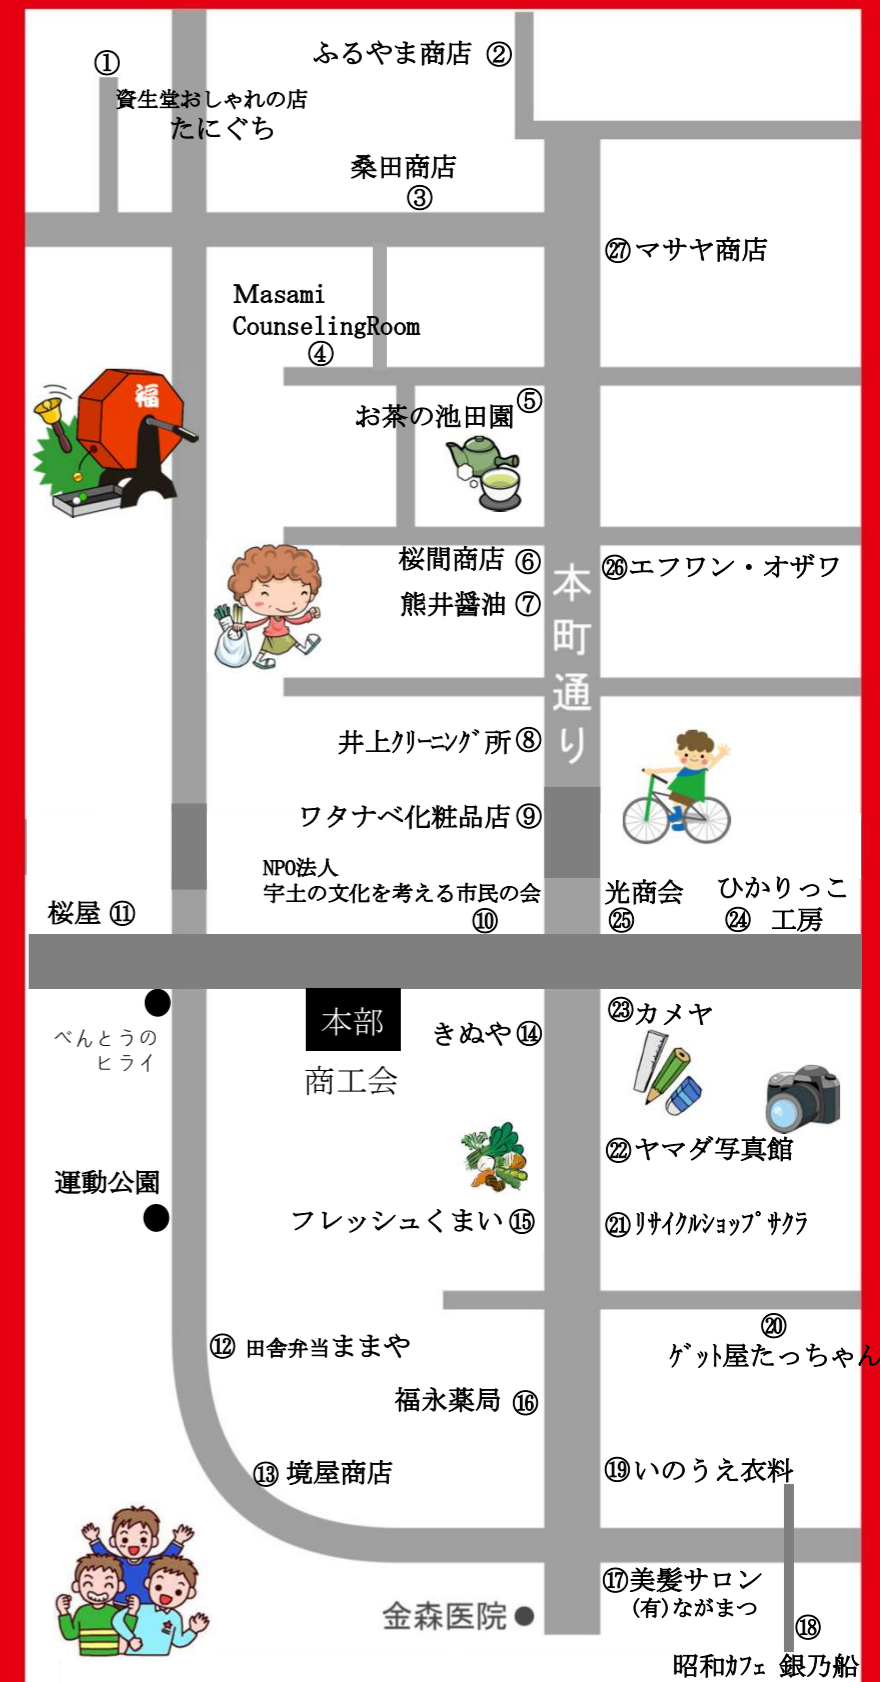 ①
資生堂おしゃれの店
たにぐち
ふるやま商店 ②
桑田商店
③
㉗マサヤ商店
Masami
CounselingRoom
④
⑤
お茶の池田園
福
桜間商店 ⑥
熊井醤油 ⑦
㉖エフワン・オザワ
本町通り
井上ｸﾘｰﾆﾝｸﾞ所⑧
ワタナベ化粧品店⑨
NPO法人
宇土の文化を考える市民の会
⑩
桜屋 ⑪
光商会
㉕
ひかりっこ
㉔ 工房
べんとうの
ヒライ
本部
商工会
きぬや⑭
㉓カメヤ
㉒ヤマダ写真館
運動公園
フレッシュくまい⑮
㉑ﾘｻｲｸﾙｼｮｯﾌﾟｻｸﾗ
⑳
ｹﾞｯﾄ屋たっちゃん
⑫ 田舎弁当ままや
福永薬局 ⑯
⑬ 境屋商店
⑲いのうえ衣料
⑰美髪サロン
(有)ながまつ
金森医院
⑱
昭和ｶﾌｪ 銀乃船